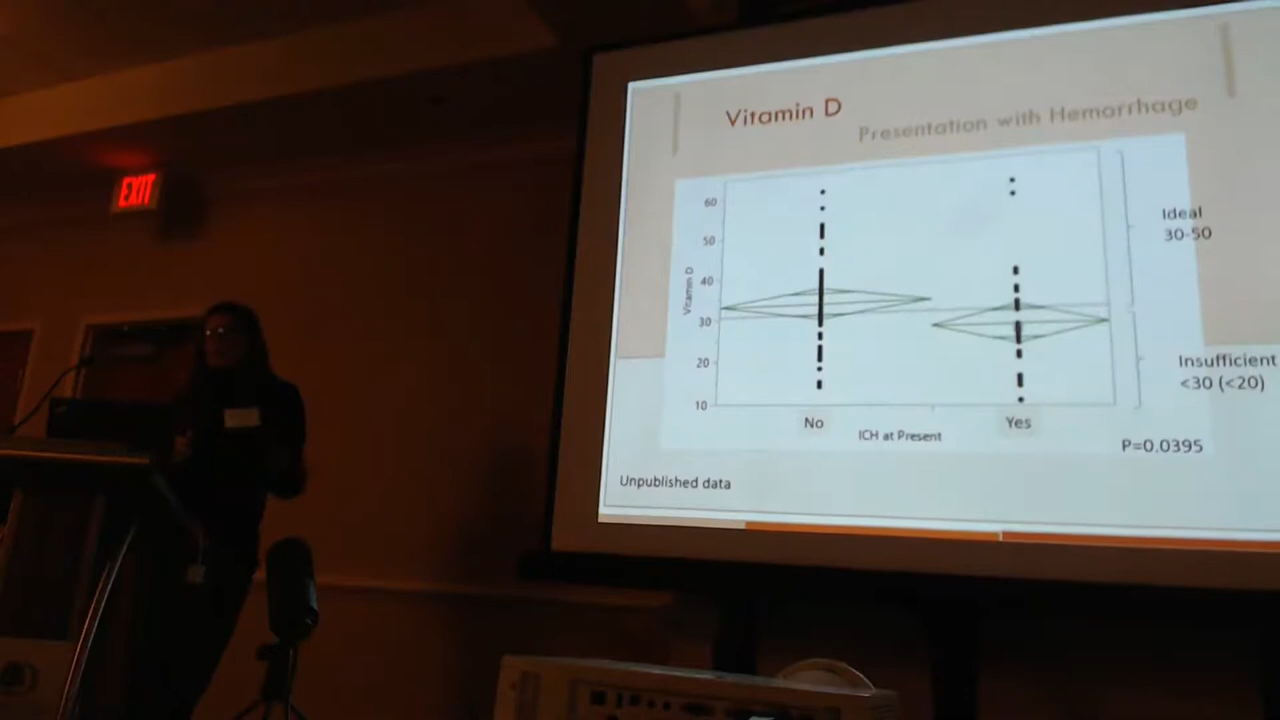 EXIT
Vitamin D
Presentation with Hemorrhage
60
50
40
30
20
10
Vitamin D
No
Yes
ICH at Present
Ideal
30-50
Insufficient
<30 (<20)
P=0.0395
Unpublished data